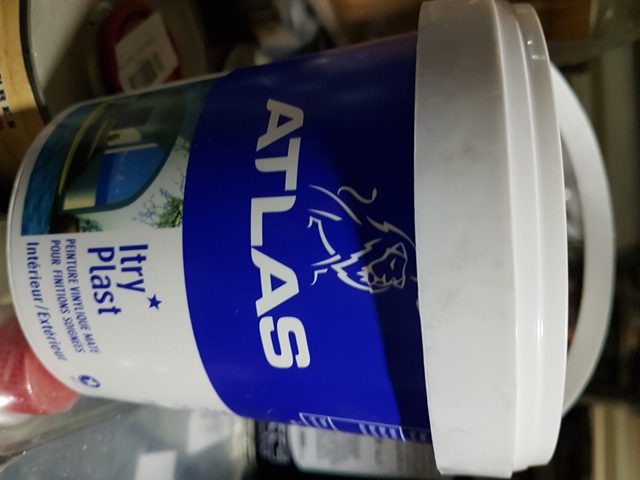 ATLAS
Itry
Plast
PEINTURE VINYLIQUE MATE
POUR FINITIONS SOIGNÉES
Intérieur/Extérieur